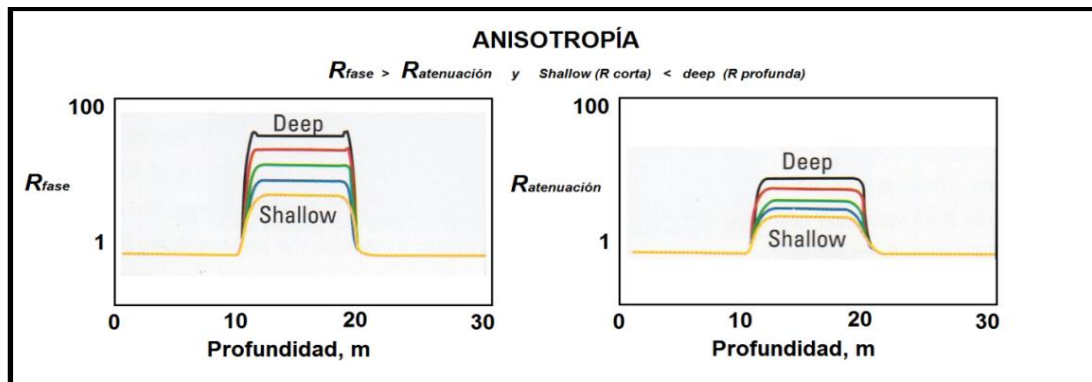 ANISOTROPÍA
Rfase > Ratenuación y Shallow (R corta) < deep (R profunda)
100
Rfase
1
Deep
Shallow
0 10 20 30
Profundidad, m
100
Ratenuación
1
Deep
Shallow
0 10 20 30
Profundidad, m